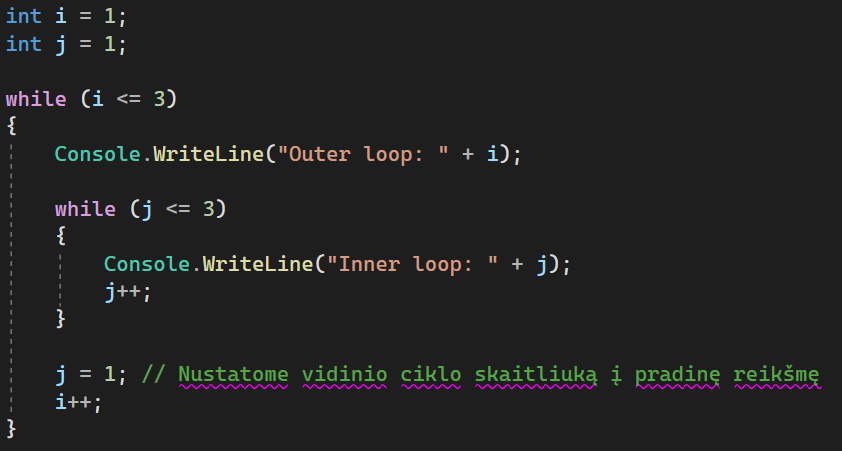 int i = 1;
int j = 1;
while (i <= 3)
{
Console.WriteLine("Outer loop: " + i);
while (j <= 3)
{
Console.WriteLine("Inner loop: " + j);
j++;
}
j = 1; // Nustatome vidinio ciklo skaitliuką į pradinę reikšmę
i++;
}